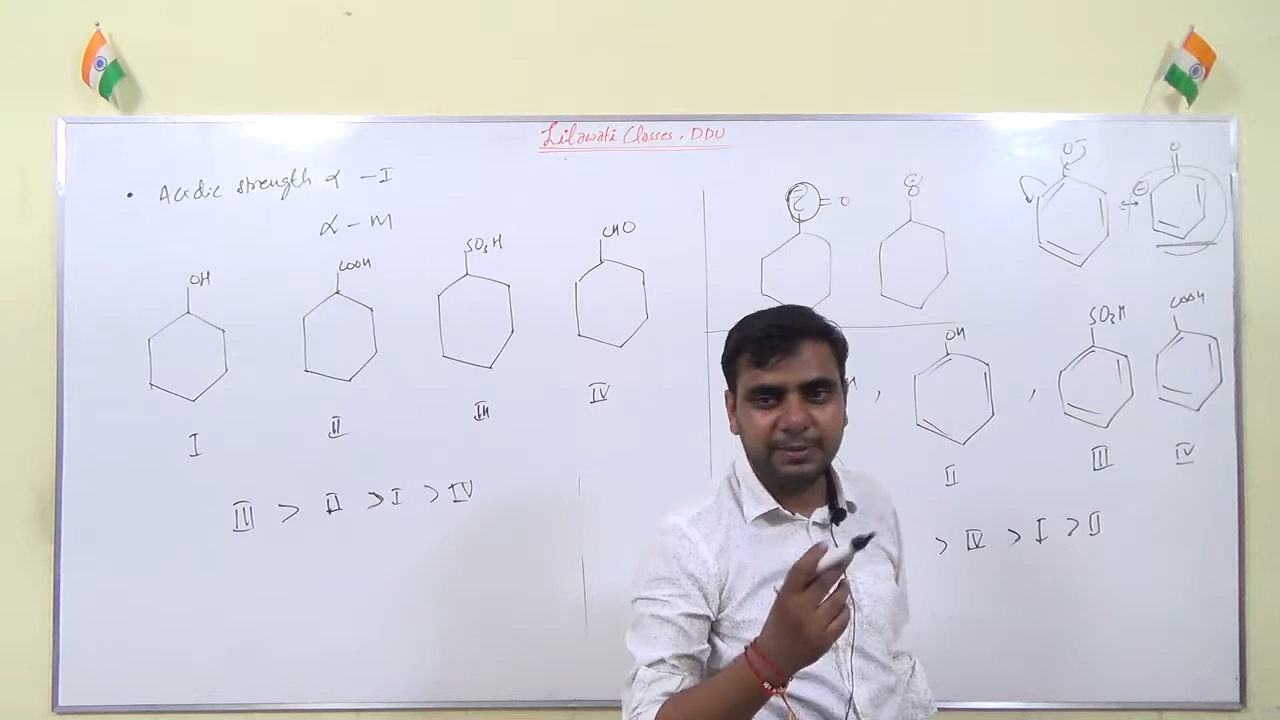 Lilawati Classes, DDU
• Acidic strength α -I
α - M
OH
COOH
SO3H
CHO
I
II
III
IV
III > II > I > IV
C=O
O-
O
⊖
OH
SO3H
COOH
, ,
II
III
IV
> IV > I > II